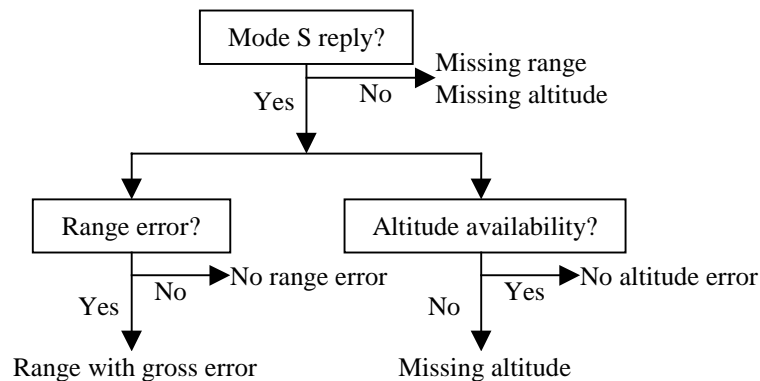 Mode S reply?
Missing range
No
Missing altitude
Yes
Range error?
Altitude availability?
No range error
No altitude error
No
Yes
Yes
No
Range with gross error
Missing altitude